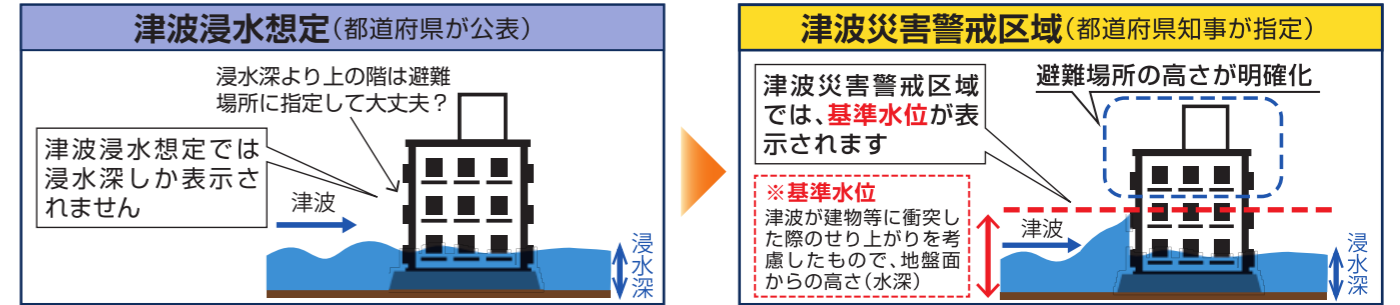 津波浸水想定(都道府県が公表)
浸水深より上の階は避難
場所に指定して大丈夫?
津波浸水想定では
浸水深しか表示さ
れません
津波
浸水深
津波災害警戒区域(都道府県知事が指定)
津波災害警戒区域
では、基準水位が表
示されます
避難場所の高さが明確化
※基準水位
津波が建物等に衝突し
た際のせり上がりを考
慮したもので、地盤面
からの高さ(水深)
津波
浸水深